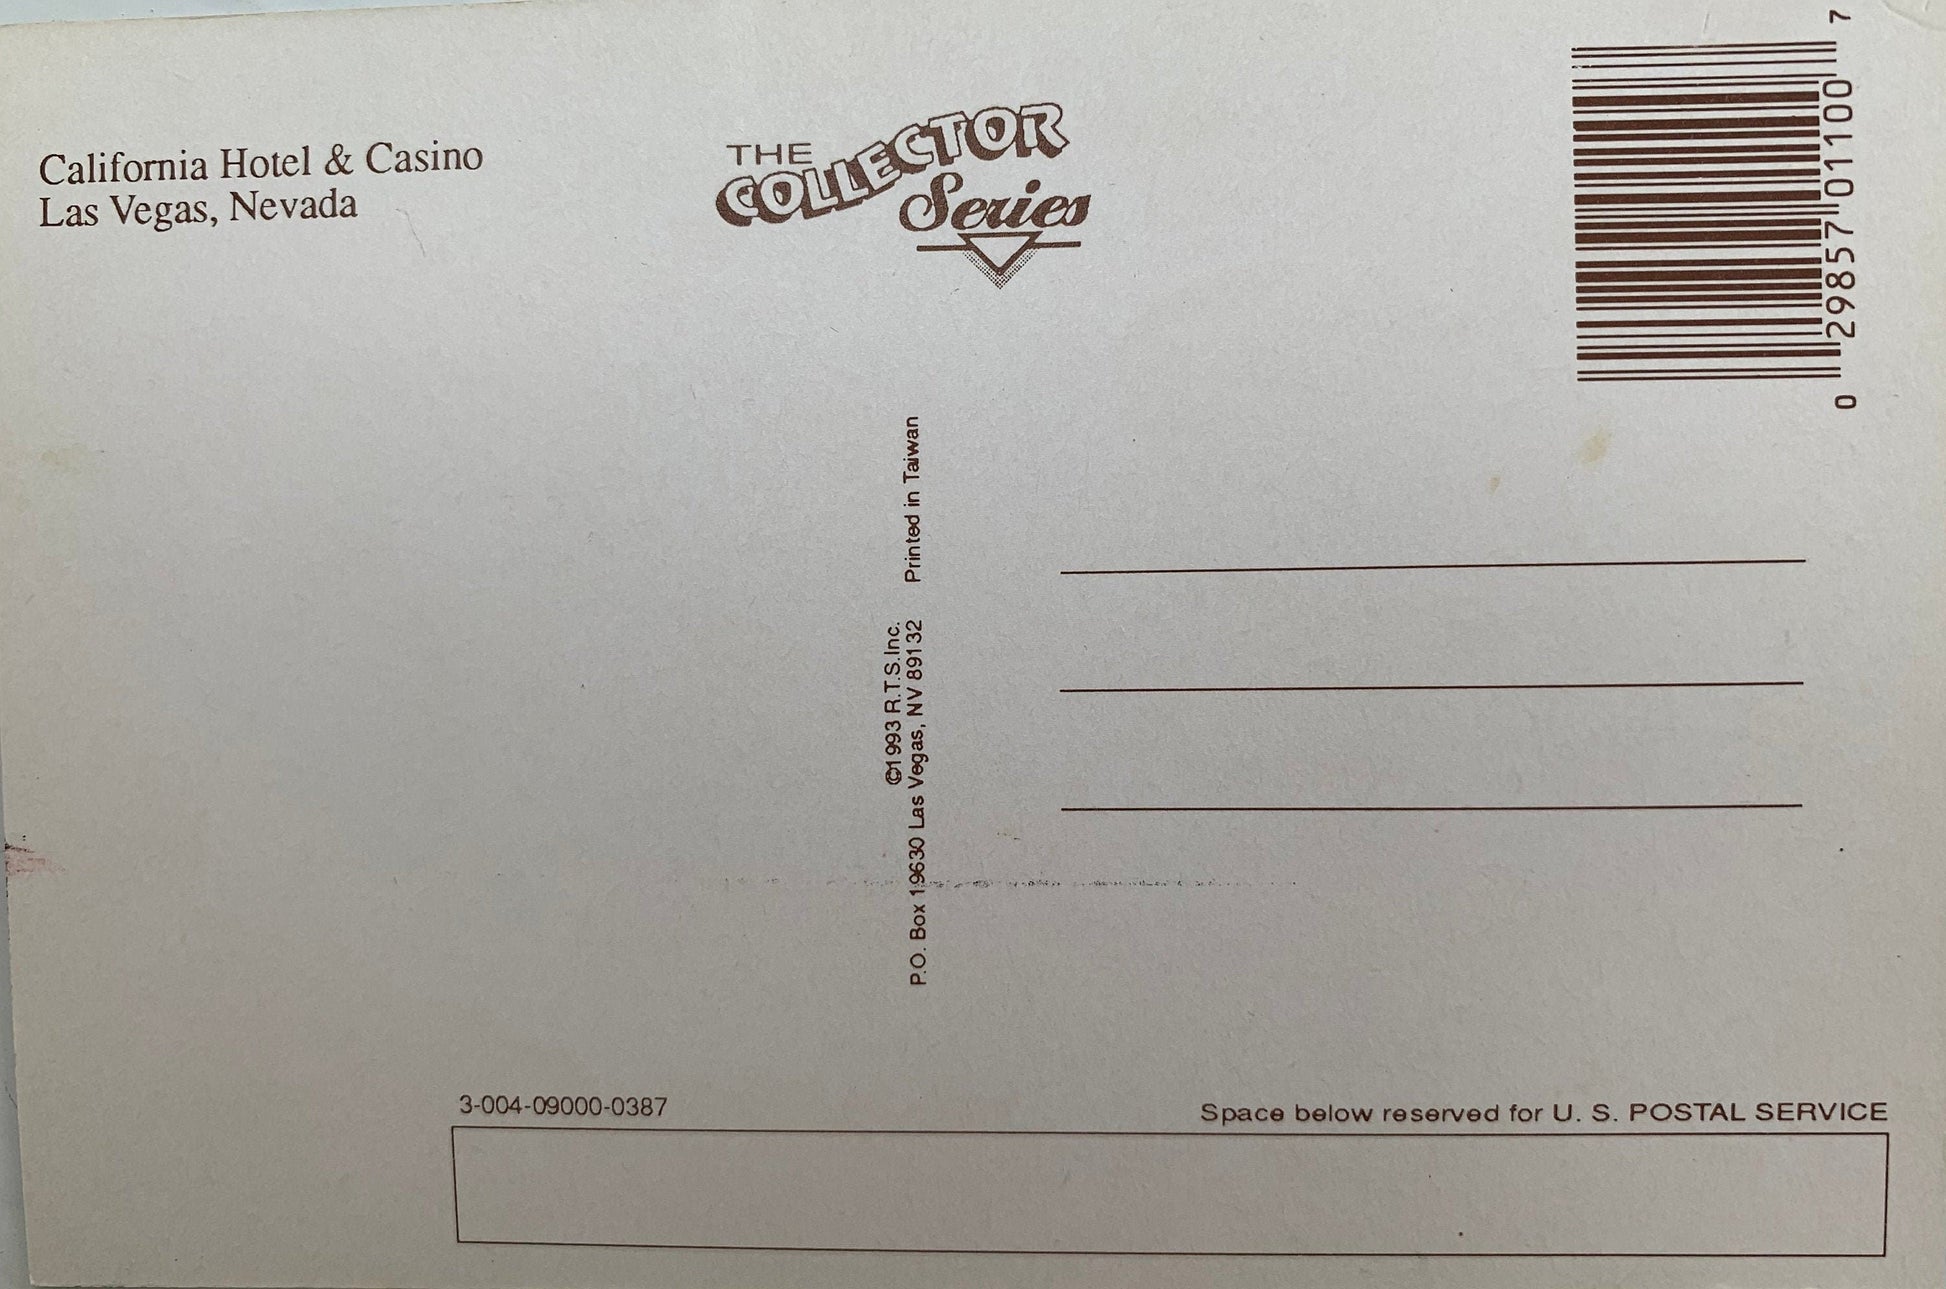 California Hotel & Casino
Las Vegas, Nevada
THE
COLLECTOR
Series
0 29857 01100 7
©1993 R.T.S.Inc.
P.O. Box 19630 Las Vegas, NV 89132 Printed in Taiwan
3-004-09000-0387
Space below reserved for U. S. POSTAL SERVICE